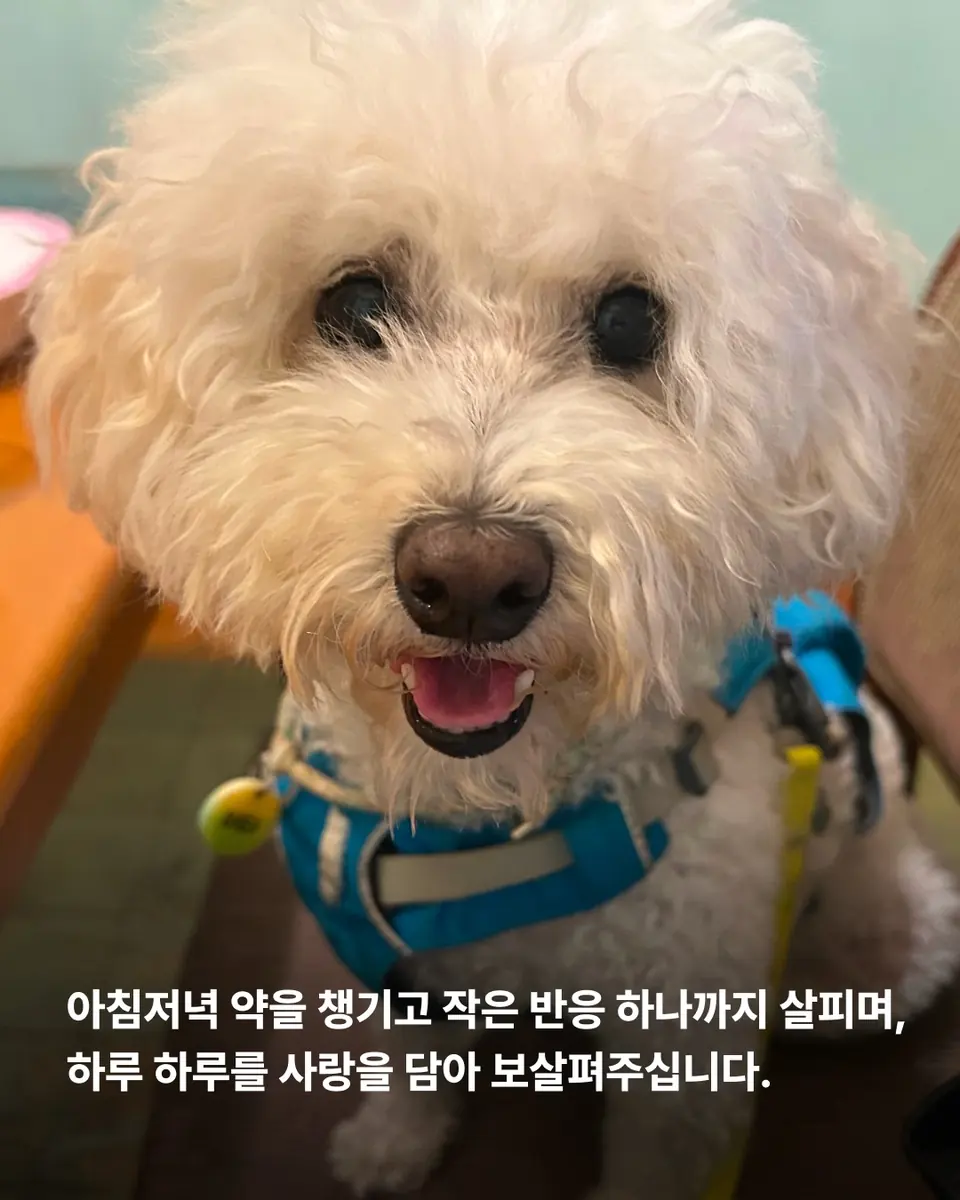 아침저녁 약을 챙기고 작은 반응 하나까지 살피며,
하루 하루를 사랑을 담아 보살펴주십니다.